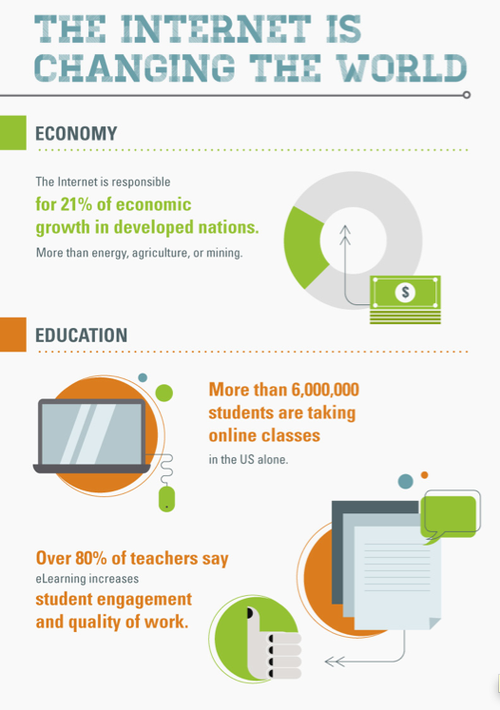 THE INTERNET IS
CHANGING THE WORLD
ECONOMY
The Internet is responsible
for 21% of economic
growth in developed nations.
More than energy, agriculture, or mining.
$
EDUCATION
More than 6,000,000
students are taking
online classes
in the US alone.
Over 80% of teachers say
eLearning increases
student engagement
and quality of work.